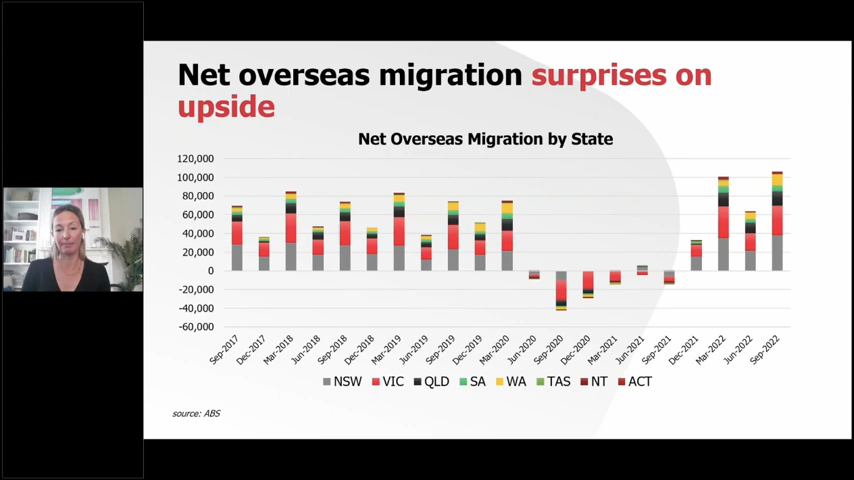 Net overseas migration surprises on
upside
Net Overseas Migration by State
120,000
100,000
80,000
60,000
40,000
20,000
0
-20,000
-40,000
-60,000
Sep-2017 Dec-2017 Mar-2018 Jun-2018 Sep-2018 Dec-2018 Mar-2019 Jun-2019 Sep-2019 Dec-2019 Mar-2020 Jun-2020 Sep-2020 Dec-2020 Mar-2021 Jun-2021 Sep-2021 Dec-2021 Mar-2022 Jun-2022 Sep-2022
NSW VIC QLD SA WA TAS NT ACT
source: ABS